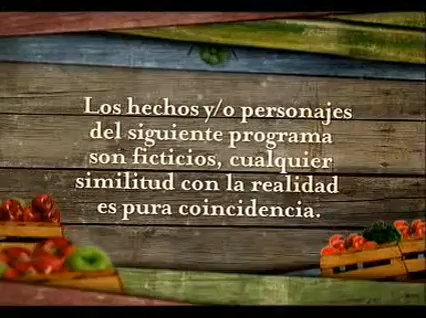 Los hechos y/o personajes
del siguiente programa
son ficticios, cualquier
similitud con la realidad
es pura coincidencia.